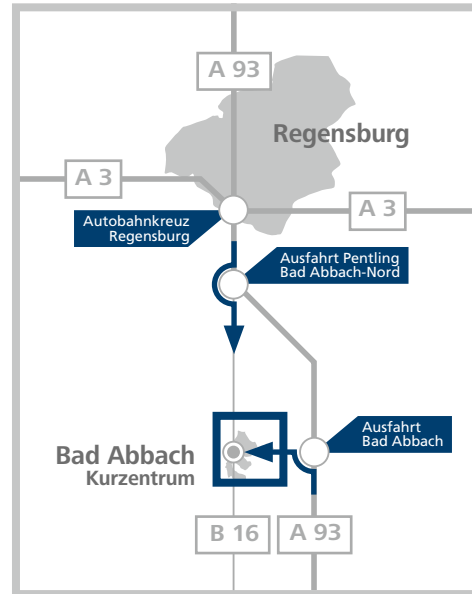 A 93
Regensburg
A 3
A 3
Autobahnkreuz
Regensburg
Ausfahrt Pentling
Bad Abbach-Nord
Ausfahrt
Bad Abbach
Bad Abbach
Kurzentrum
B 16
A 93